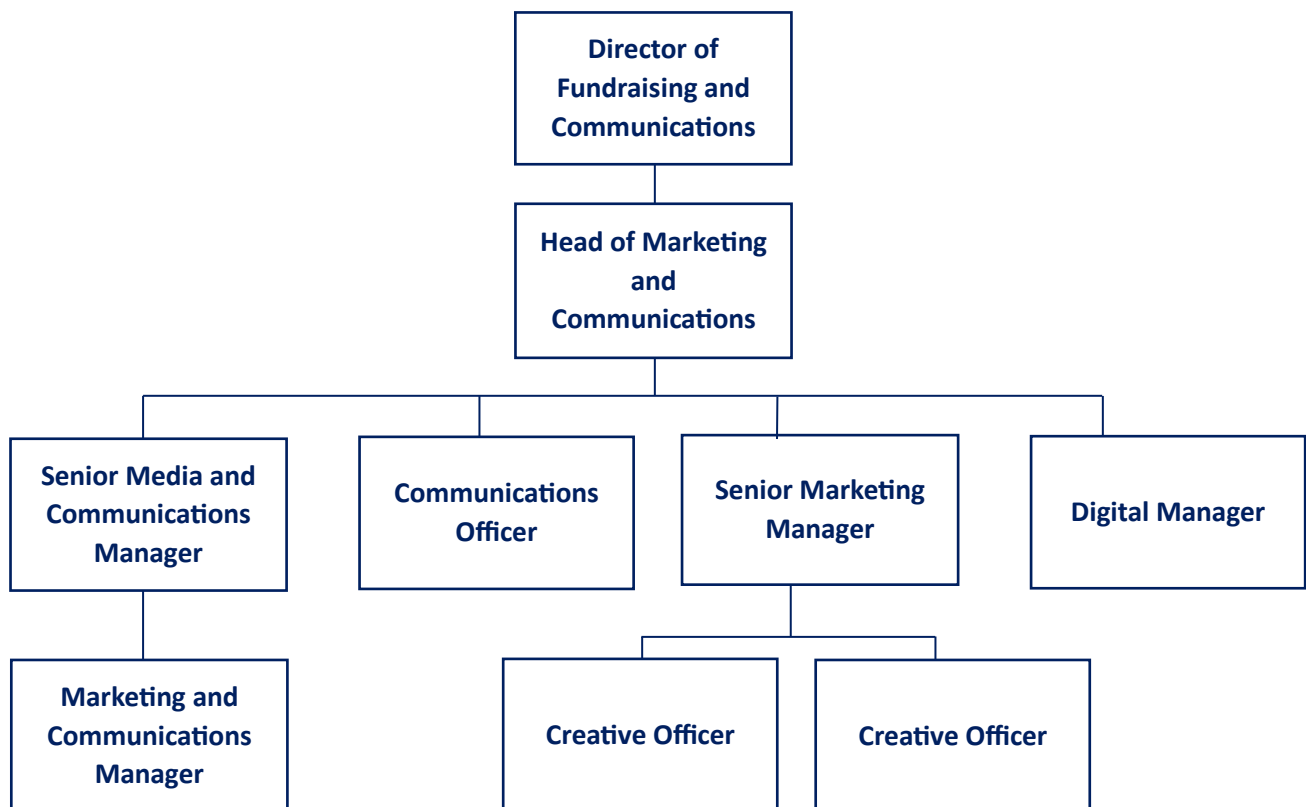 Director of
Fundraising and
Communications
Head of Marketing
and
Communications
Senior Media and
Communications
Manager
Communications
Officer
Senior Marketing
Manager
Digital Manager
Marketing and
Communications
Manager
Creative Officer
Creative Officer